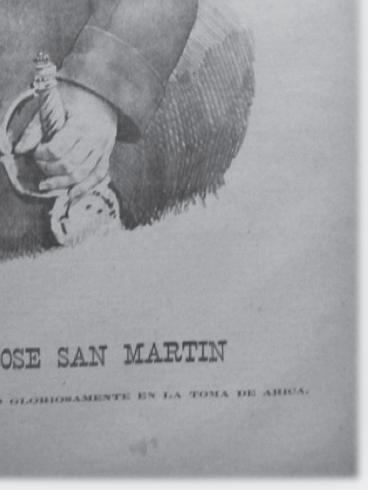 OSE SAN MARTIN
GLORIOSAMENTE EN LA TOMA DE ARICA.